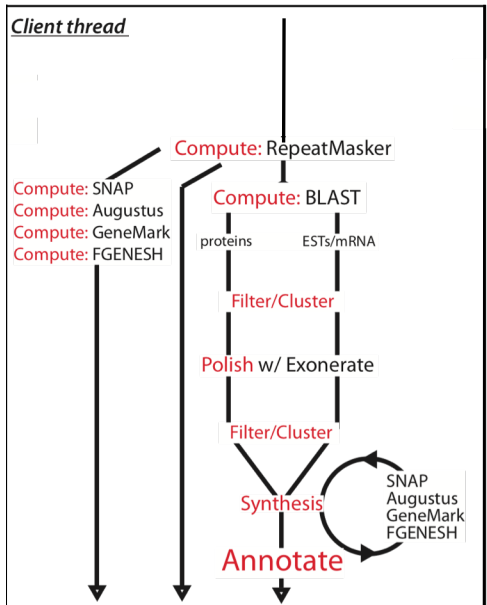 Client thread
Compute: RepeatMasker
Compute: SNAP
Compute: Augustus
Compute: GeneMark
Compute: FGENESH
Compute: BLAST
proteins
ESTs/mRNA
Filter/Cluster
Polish w/ Exonerate
Filter/Cluster
Synthesis
SNAP
Augustus
GeneMark
FGENESH
Annotate